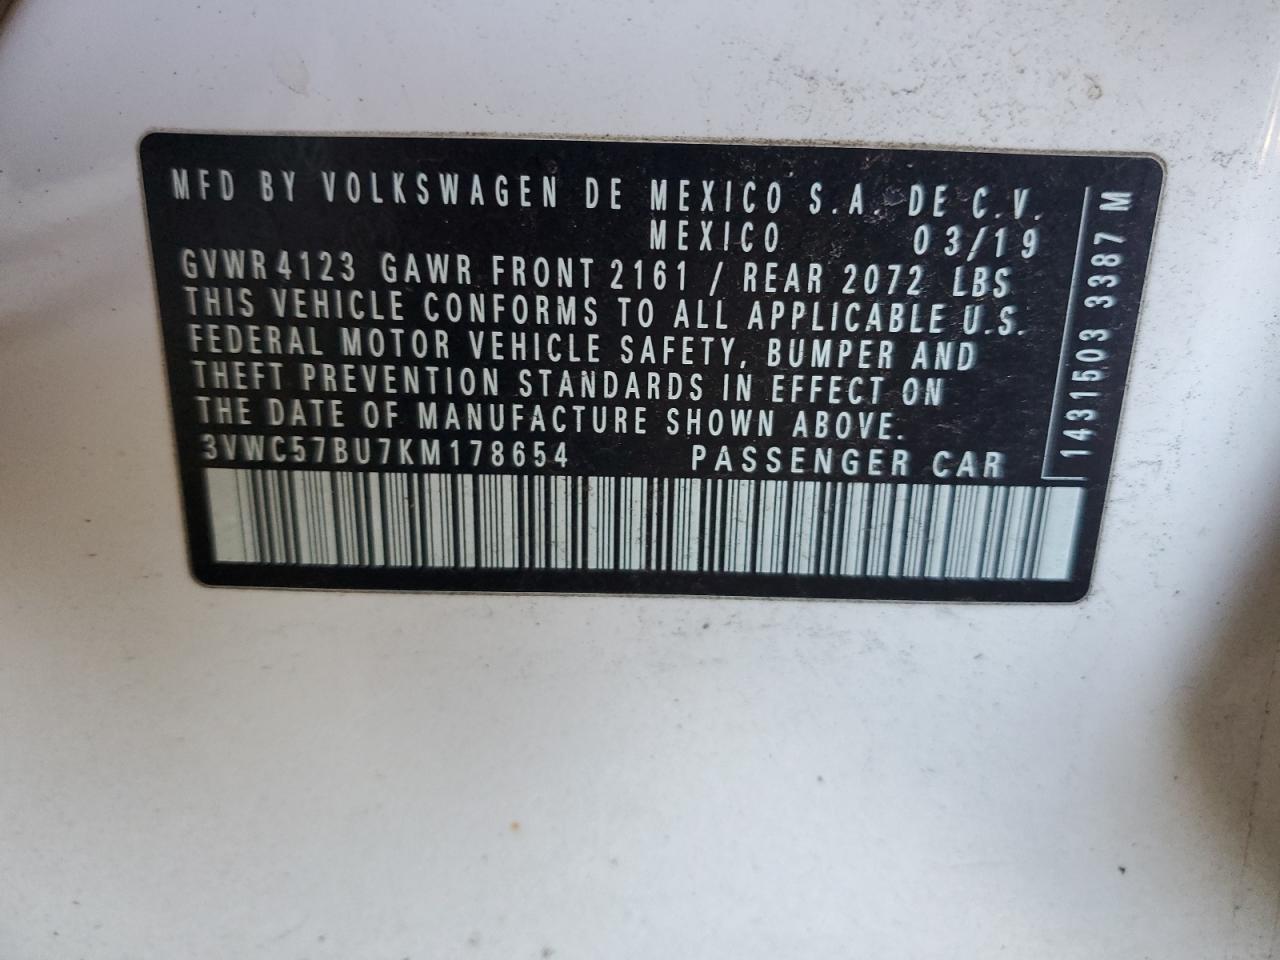 MFD BY VOLKSWAGEN DE MEXICO S.A. DE C.V.
MEXICO 03/19
GVWR 4123 GAWR FRONT 2161 / REAR 2072 LBS
THIS VEHICLE CONFORMS TO ALL APPLICABLE U.S.
FEDERAL MOTOR VEHICLE SAFETY, BUMPER AND
THEFT PREVENTION STANDARDS IN EFFECT ON
THE DATE OF MANUFACTURE SHOWN ABOVE.
3VWC57BU7KM178654 PASSENGER CAR
1431503 3387 M